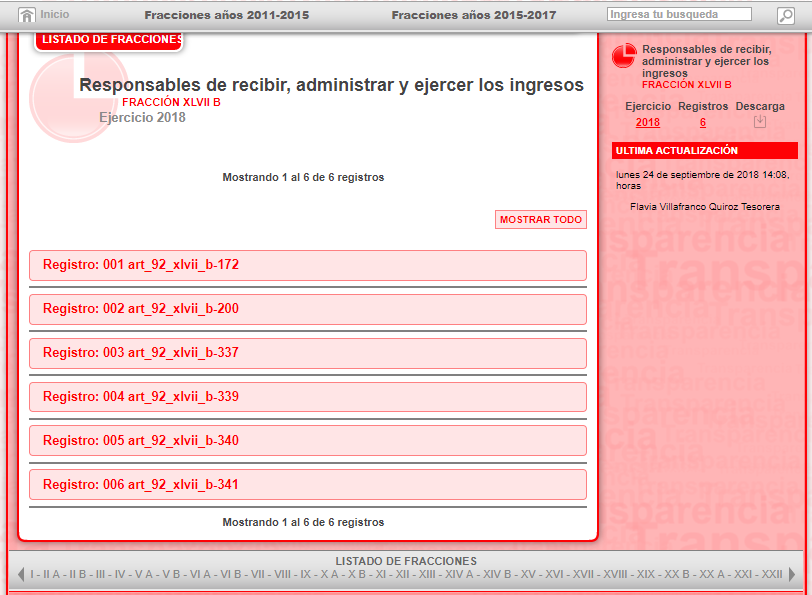 Inicio
Fracciones años 2011-2015
Fracciones años 2015-2017
Ingresa tu busqueda
LISTADO DE FRACCIONES
Responsables de recibir, administrar y ejercer los ingresos
FRACCIÓN XLVII B
Ejercicio 2018
Mostrando 1 al 6 de 6 registros
MOSTRAR TODO
Registro: 001 art_92_xlvii_b-172
Registro: 002 art_92_xlvii_b-200
Registro: 003 art_92_xlvii_b-337
Registro: 004 art_92_xlvii_b-339
Registro: 005 art_92_xlvii_b-340
Registro: 006 art_92_xlvii_b-341
Mostrando 1 al 6 de 6 registros
Responsables de recibir,
administrar y ejercer los
ingresos
FRACCIÓN XLVII B
Ejercicio Registros Descarga
2018 6
ULTIMA ACTUALIZACIÓN
lunes 24 de septiembre de 2018 14:08,
horas
Flavia Villafranco Quiroz Tesorera
LISTADO DE FRACCIONES
I - II A - II B - III - IV - V A - V B - VI A - VI B - VII - VIII - IX - X A - X B - XI - XII - XIII - XIV A - XIV B - XV - XVI - XVII - XVIII - XIX - XX B - XX A - XXI - XXII